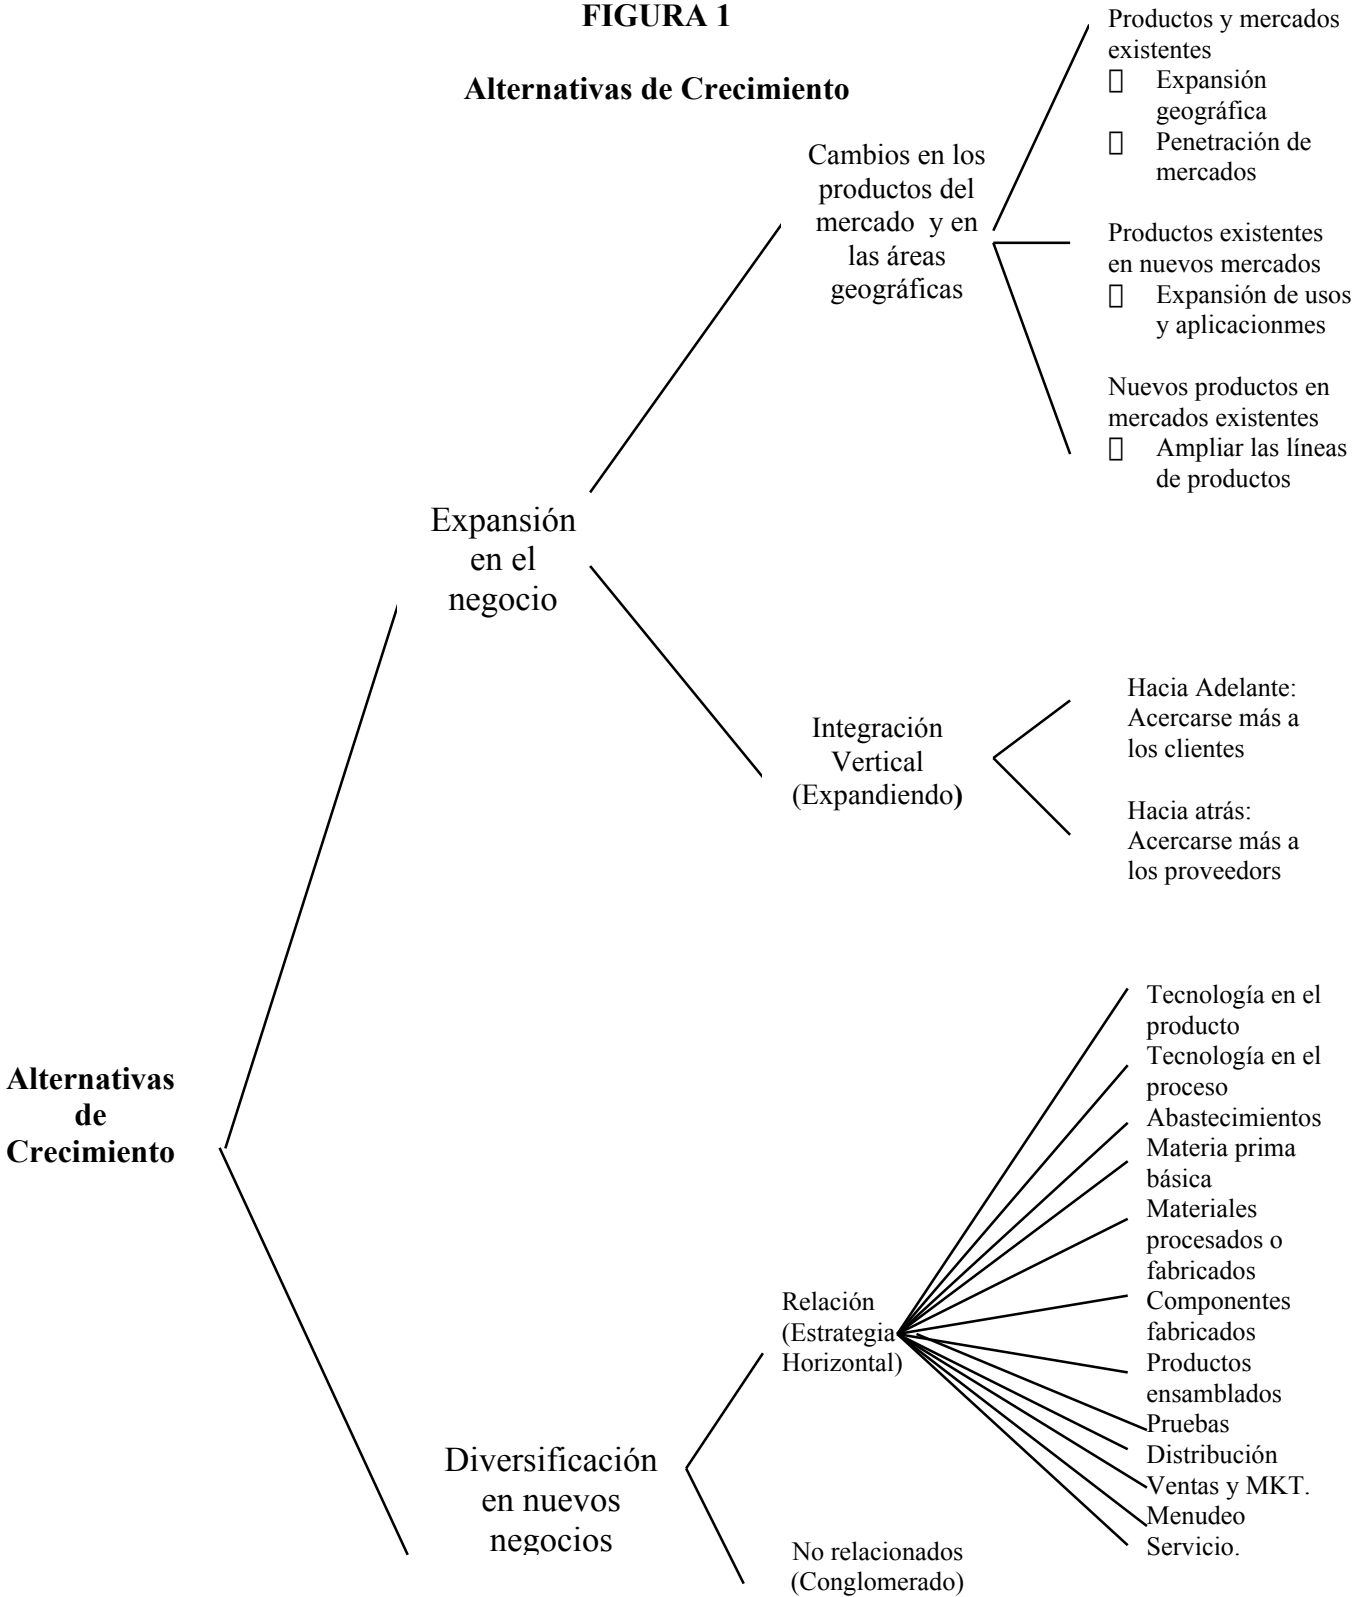 FIGURA 1
Alternativas de Crecimiento
Productos y mercados
existentes
Expansión
geográfica
Penetración de
mercados
Cambios en los
productos del
mercado y en
las áreas
geográficas
Productos existentes
en nuevos mercados
Expansión de usos
y aplicacionmes
Nuevos productos en
mercados existentes
Ampliar las líneas
de productos
Expansión
en el
negocio
Integración
Vertical
(Expandiendo)
Hacia Adelante:
Acercarse más a
los clientes
Hacia atrás:
Acercarse más a
los proveedors
Alternativas
de
Crecimiento
Tecnología en el
producto
Tecnología en el
proceso
Abastecimientos
Materia prima
básica
Materiales
procesados o
fabricados
Componentes
fabricados
Productos
ensamblados
Pruebas
Distribución
Ventas y MKT.
Menudeo
Servicio.
Relación
(Estrategia
Horizontal)
Diversificación
en nuevos
negocios
No relacionados
(Conglomerado)